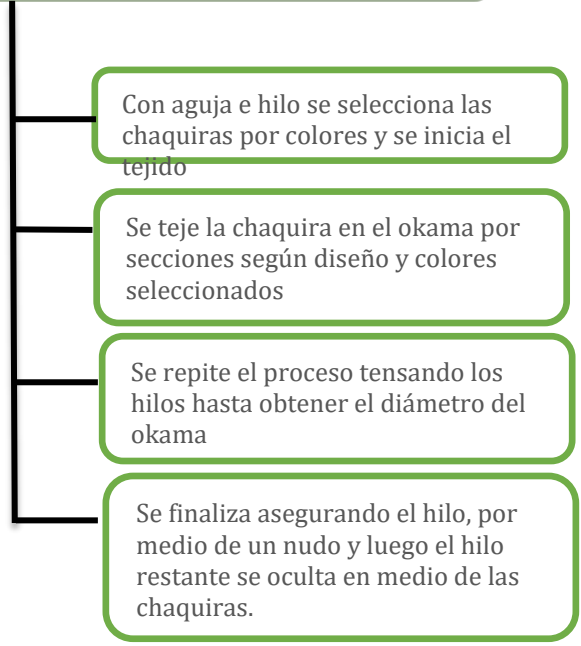 Con aguja e hilo se selecciona las
chaquiras por colores y se inicia el
tejido
Se teje la chaquira en el okama por
secciones según diseño y colores
seleccionados
Se repite el proceso tensando los
hilos hasta obtener el diámetro del
okama
Se finaliza asegurando el hilo, por
medio de un nudo y luego el hilo
restante se oculta en medio de las
chaquiras.